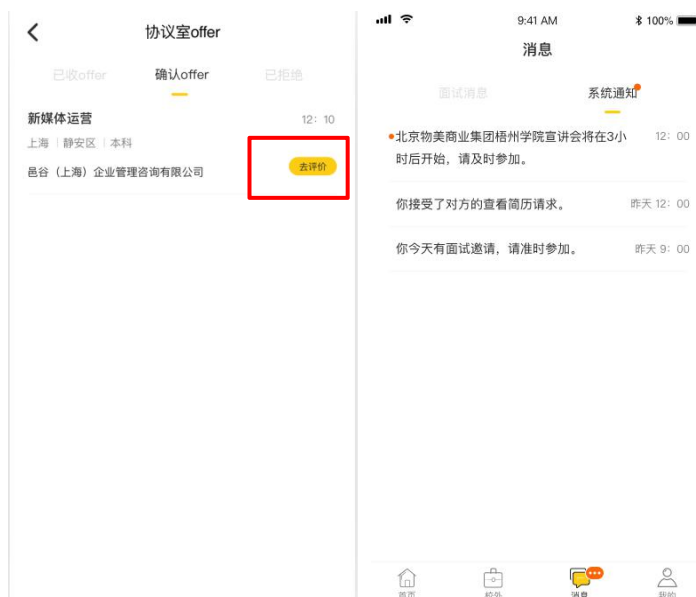 协议室offer
已收offer 确认offer 已拒绝
新媒体运营 12: 10
上海 静安区 本科
邑谷（上海）企业管理咨询有限公司 去评价
9:41 AM 100%
消息
面试消息 系统通知
北京物美商业集团梧州学院宣讲会将在3小 12: 00
时后开始，请及时参加。
你接受了对方的查看简历请求。 昨天 12: 00
你今天有面试邀请，请准时参加。 昨天 9: 00
首页 校外 消息 我的